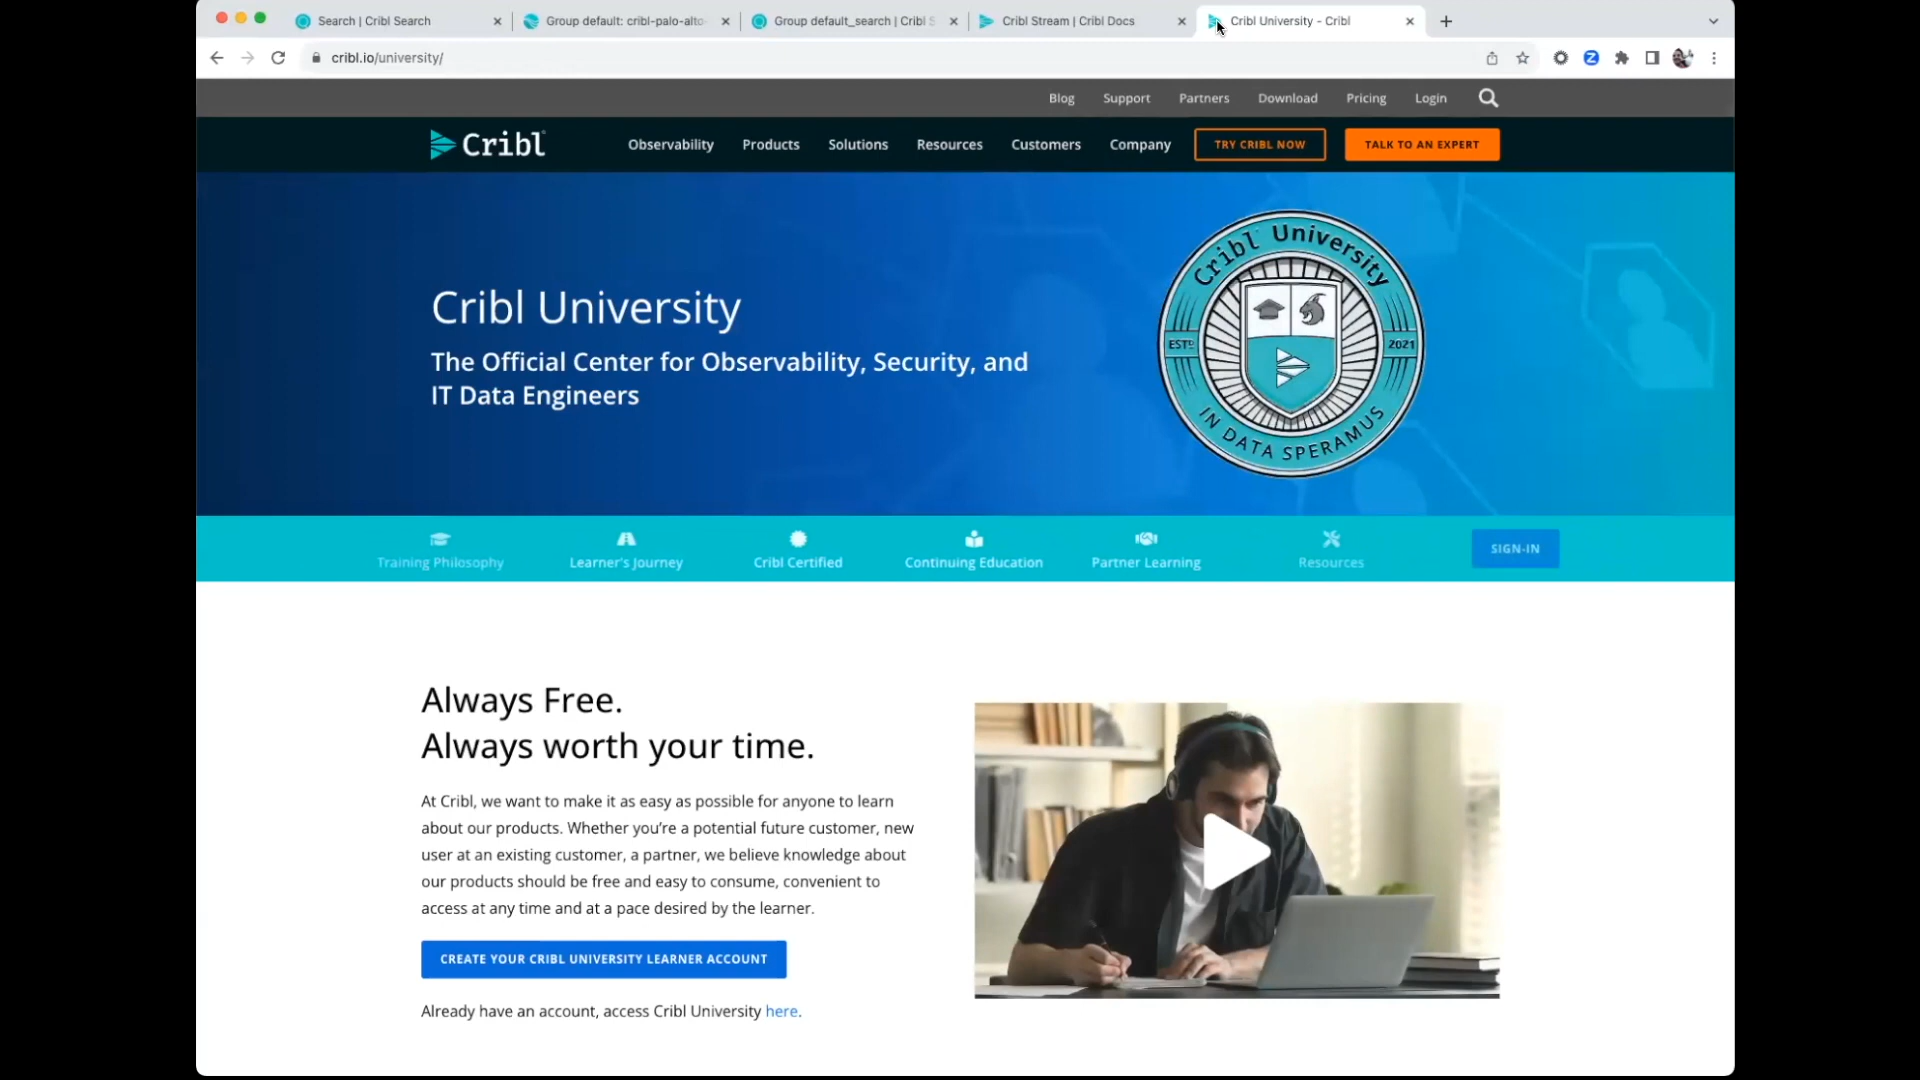 Search | Cribl Search
Group default: cribl-palo-alto-
Group default_search | Cribl S
Cribl Stream | Cribl Docs
Cribl University - Cribl
cribl.io/university/
Blog Support Partners Download Pricing Login
Cribl
Observability Products Solutions Resources Customers Company TRY CRIBL NOW TALK TO AN EXPERT
Cribl University
The Official Center for Observability, Security, and
IT Data Engineers
Cribl University
ESTD 2021
IN DATA SPERAMUS
Training Philosophy Learner's Journey Cribl Certified Continuing Education Partner Learning Resources SIGN-IN
Always Free.
Always worth your time.
At Cribl, we want to make it as easy as possible for anyone to learn
about our products. Whether you’re a potential future customer, new
user at an existing customer, a partner, we believe knowledge about
our products should be free and easy to consume, convenient to
access at any time and at a pace desired by the learner.
CREATE YOUR CRIBL UNIVERSITY LEARNER ACCOUNT
Already have an account, access Cribl University here.